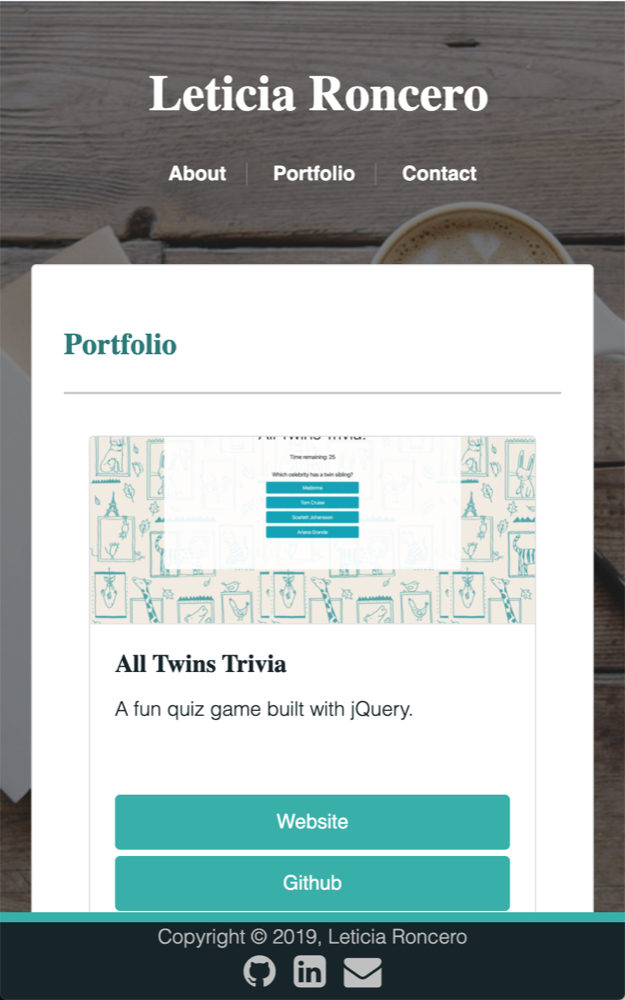 Leticia Roncero
About
Portfolio
Contact
Portfolio
All Twins Trivia!
Time remaining: 25
Which celebrity has a twin sibling?
Madonna
Tom Cruise
Scarlett Johansson
Ariana Grande
All Twins Trivia
A fun quiz game built with jQuery.
Website
Github
Copyright © 2019, Leticia Roncero
in